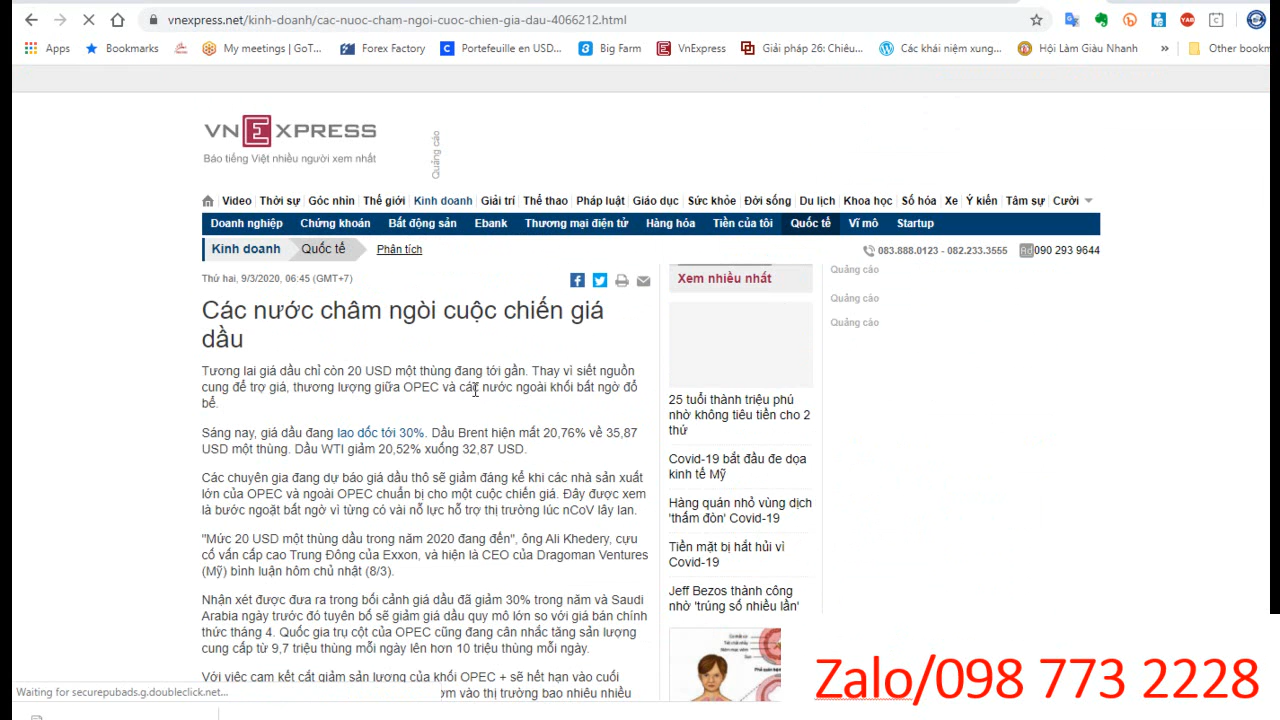 vnexpress.net/kinh-doanh/cac-nuoc-cham-ngoi-cuoc-chien-gia-dau-4066212.html
Apps Bookmarks My meetings | GoT... Forex Factory Portefeuille en USD... Big Farm VnExpress Giải pháp 26: Chiêu... Các khái niệm xung... Hội Làm Giàu Nhanh » Other bookm
VNEXPRESS
Báo tiếng Việt nhiều người xem nhất
Quảng cáo
Video Thời sự Góc nhìn Thế giới Kinh doanh Giải trí Thể thao Pháp luật Giáo dục Sức khỏe Đời sống Du lịch Khoa học Số hóa Xe Ý kiến Tâm sự Cười
Doanh nghiệp Chứng khoán Bất động sản Ebank Thương mại điện tử Hàng hóa Tiền của tôi Quốc tế Vĩ mô Startup
Kinh doanh Quốc tế Phân tích
083.888.0123 - 082.233.3555 Ad 090 293 9644
Thứ hai, 9/3/2020, 06:45 (GMT+7)
Các nước châm ngòi cuộc chiến giá
dầu
Tương lai giá dầu chỉ còn 20 USD một thùng đang tới gần. Thay vì siết nguồn
cung để trợ giá, thương lượng giữa OPEC và các nước ngoài khối bất ngờ đổ
bể.
Sáng nay, giá dầu đang lao dốc tới 30%. Dầu Brent hiện mất 20,76% về 35,87
USD một thùng. Dầu WTI giảm 20,52% xuống 32,87 USD.
Các chuyên gia đang dự báo giá dầu thô sẽ giảm đáng kể khi các nhà sản xuất
lớn của OPEC và ngoài OPEC chuẩn bị cho một cuộc chiến giá. Đây được xem
là bước ngoặt bất ngờ vì từng có vài nỗ lực hỗ trợ thị trường lúc nCoV lây lan.
"Mức 20 USD một thùng dầu trong năm 2020 đang đến", ông Ali Khedery, cựu
cố vấn cấp cao Trung Đông của Exxon, và hiện là CEO của Dragoman Ventures
(Mỹ) bình luận hôm chủ nhật (8/3).
Nhận xét được đưa ra trong bối cảnh giá dầu đã giảm 30% trong năm và Saudi
Arabia ngày trước đó tuyên bố sẽ giảm giá dầu quy mô lớn so với giá bán chính
thức tháng 4. Quốc gia trụ cột của OPEC cũng đang cân nhắc tăng sản lượng
cung cấp từ 9,7 triệu thùng mỗi ngày lên hơn 10 triệu thùng mỗi ngày.
Với việc cam kết cắt giảm sản lượng của khối OPEC + sẽ hết hạn vào cuối
ơm vào thị trường bao nhiêu nhiều
Xem nhiều nhất
25 tuổi thành triệu phú
nhờ không tiêu tiền cho 2
thứ
Covid-19 bắt đầu đe dọa
kinh tế Mỹ
Hàng quán nhỏ vùng dịch
'thấm đòn' Covid-19
Tiền mặt bị hắt hủi vì
Covid-19
Jeff Bezos thành công
nhờ 'trúng số nhiều lần'
Quảng cáo
Quảng cáo
Quảng cáo
Waiting for securepubads.g.doubleclick.net...
Zalo/098 773 2228